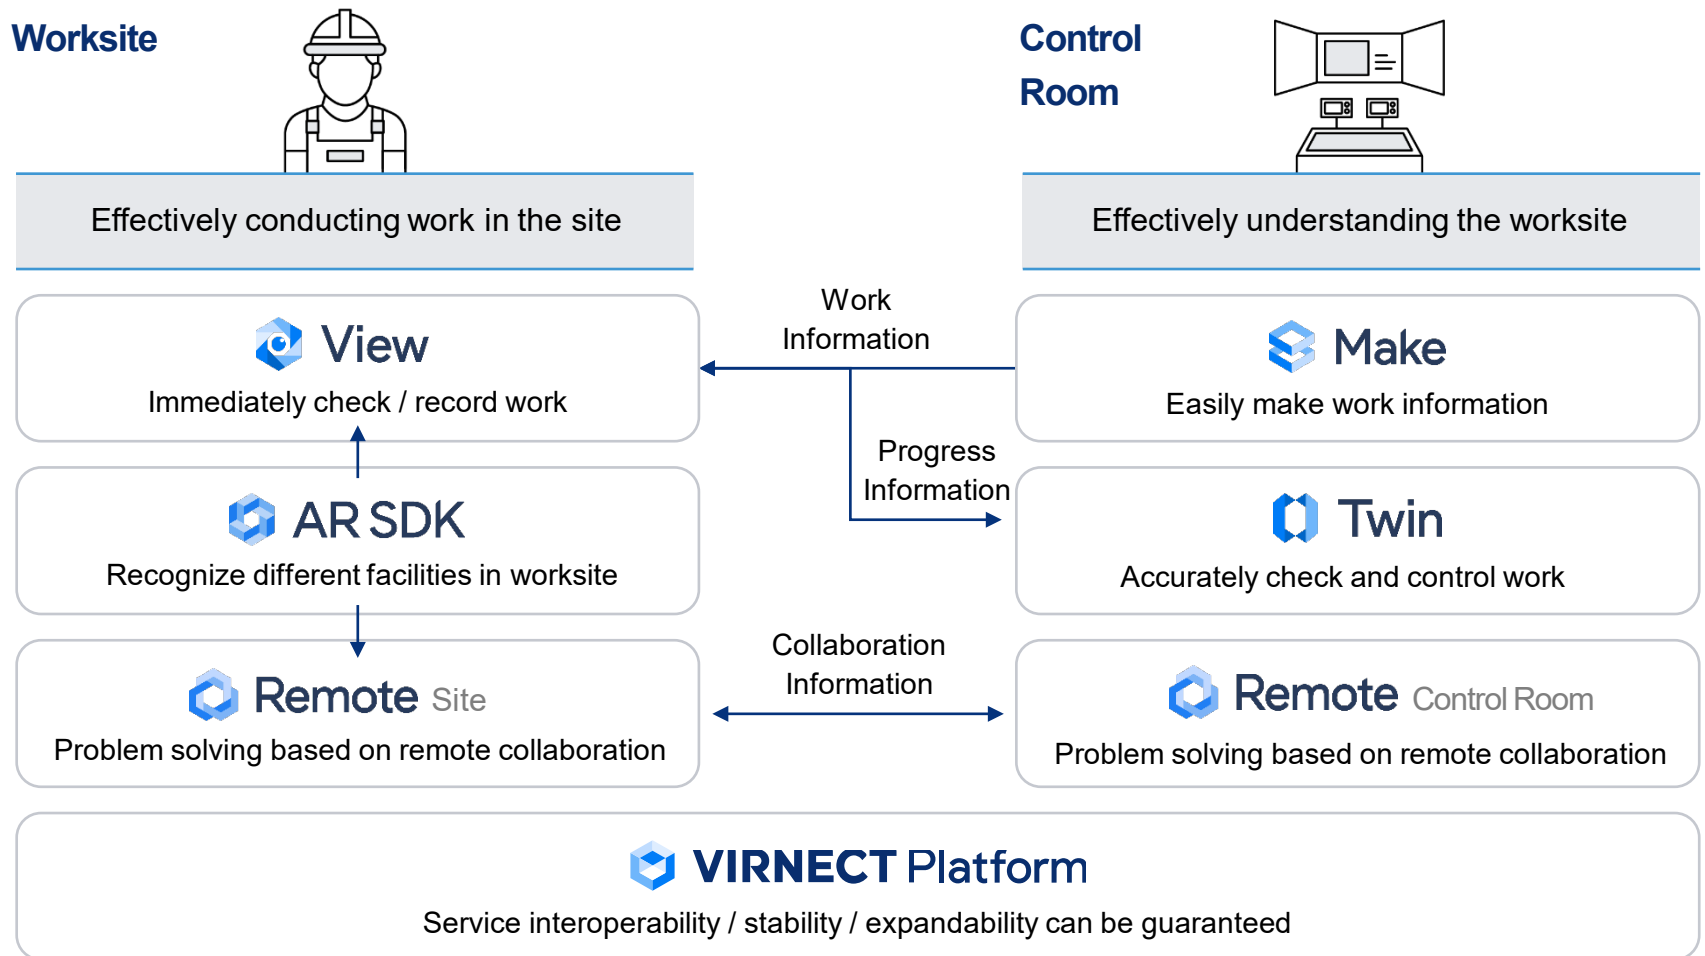 Worksite
Control
Room
Effectively conducting work in the site
Effectively understanding the worksite
View
Immediately check / record work
Work
Information
Make
Easily make work information
AR SDK
Recognize different facilities in worksite
Progress
Information
Twin
Accurately check and control work
Remote Site
Problem solving based on remote collaboration
Collaboration
Information
Remote Control Room
Problem solving based on remote collaboration
VIRNECT Platform
Service interoperability / stability / expandability can be guaranteed